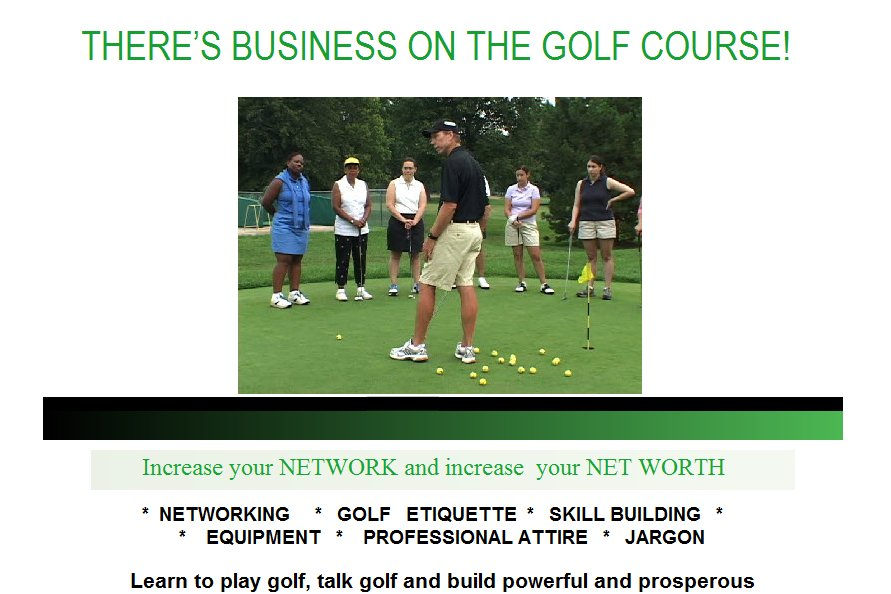 THERE'S BUSINESS ON THE GOLF COURSE!
Increase your NETWORK and increase your NET WORTH
* NETWORKING * GOLF ETIQUETTE * SKILL BUILDING *
* EQUIPMENT * PROFESSIONAL ATTIRE * JARGON
Learn to play golf, talk golf and build powerful and prosperous